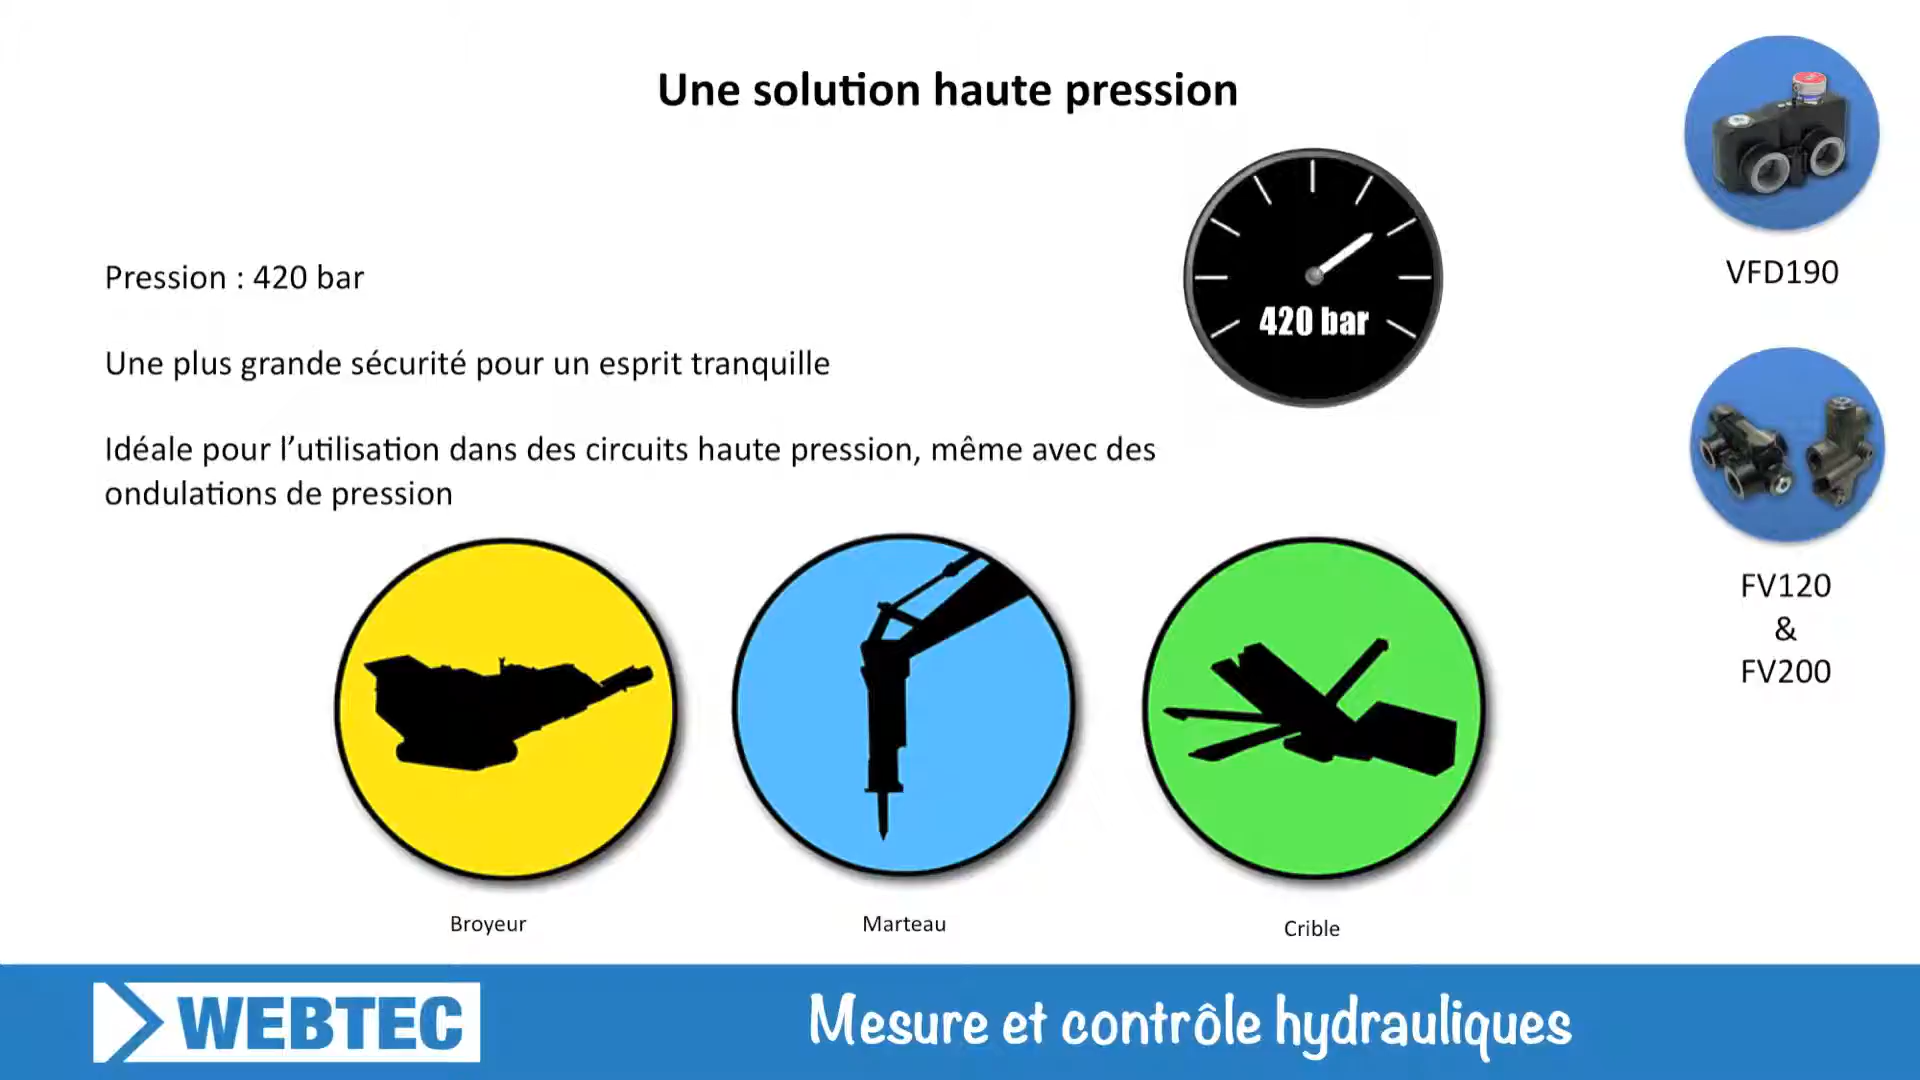 Une solution haute pression
Pression : 420 bar
Une plus grande sécurité pour un esprit tranquille
Idéale pour l’utilisation dans des circuits haute pression, même avec des
ondulations de pression
420 bar
VFD190
FV120
&
FV200
Broyeur
Marteau
Crible
WEBTEC
Mesure et contrôle hydrauliques